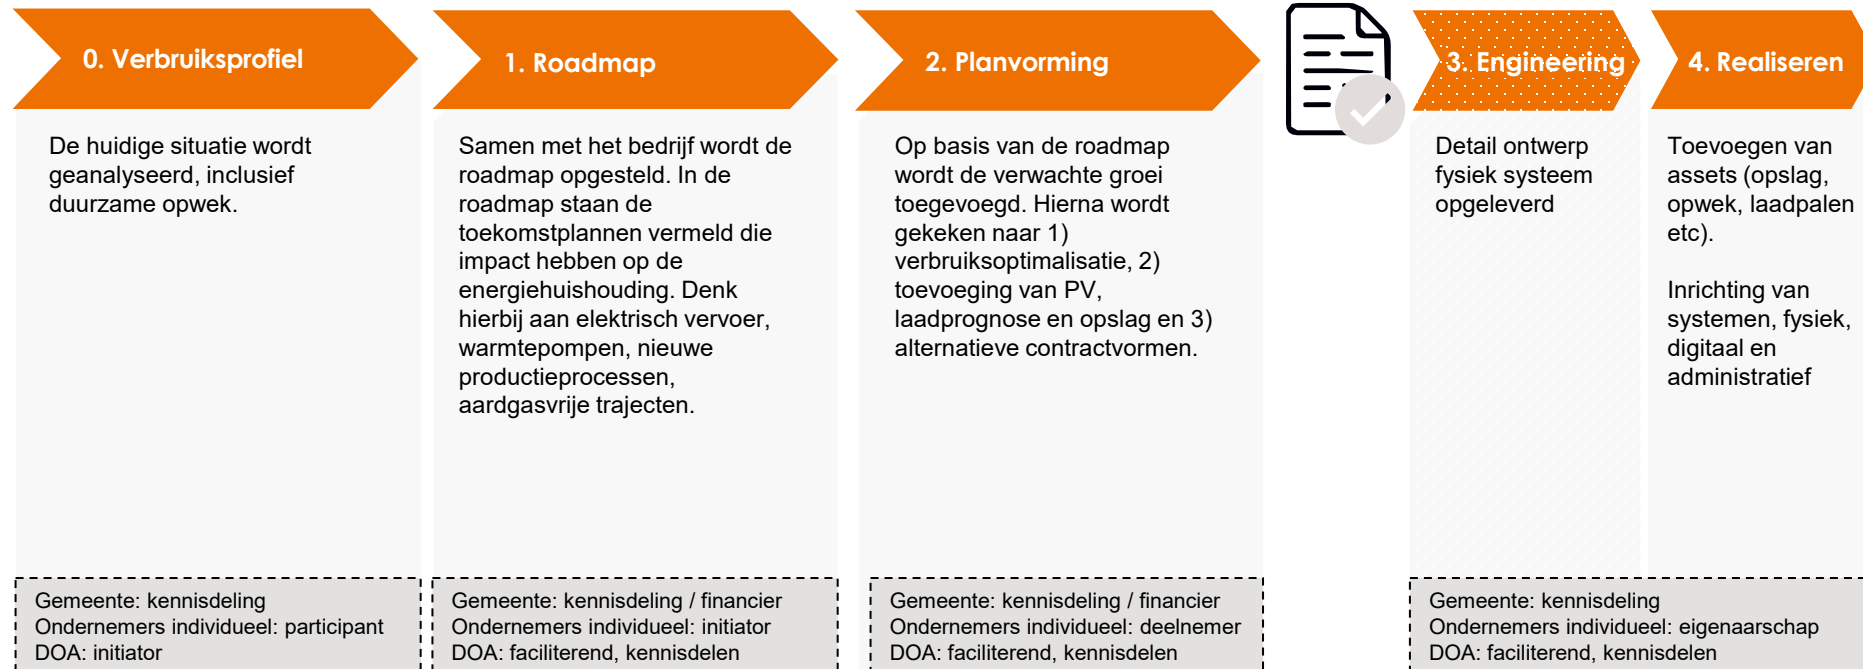 0. Verbruiksprofiel
De huidige situatie wordt
geanalyseerd, inclusief
duurzame opwek.
Gemeente: kennisdeling
Ondernemers individueel: participant
DOA: initiator
1. Roadmap
Samen met het bedrijf wordt de
roadmap opgesteld. In de
roadmap staan de
toekomstplannen vermeld die
impact hebben op de
energiehuishouding. Denk
hierbij aan elektrisch vervoer,
warmtepompen, nieuwe
productieprocessen,
aardgasvrije trajecten.
Gemeente: kennisdeling / financier
Ondernemers individueel: initiator
DOA: faciliterend, kennisdelen
2. Planvorming
Op basis van de roadmap
wordt de verwachte groei
toegevoegd. Hierna wordt
gekeken naar 1)
verbruiksoptimalisatie, 2)
toevoeging van PV,
laadprognose en opslag en 3)
alternatieve contractvormen.
Gemeente: kennisdeling / financier
Ondernemers individueel: deelnemer
DOA: faciliterend, kennisdelen
3. Engineering
Detail ontwerp
fysiek systeem
opgeleverd
4. Realiseren
Toevoegen van
assets (opslag,
opwek, laadpalen
etc).
Inrichting van
systemen, fysiek,
digitaal en
administratief
Gemeente: kennisdeling
Ondernemers individueel: eigenaarschap
DOA: faciliterend, kennisdelen